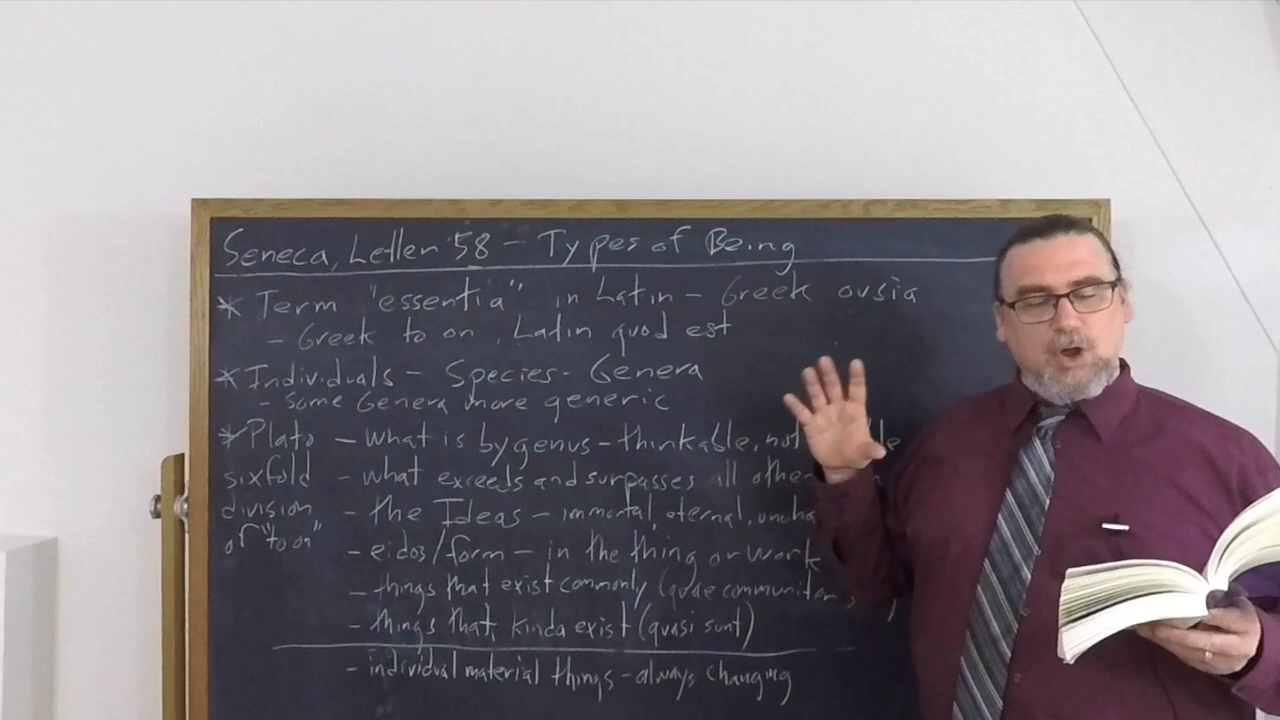 Seneca, Letter 58 - Types of Being
* Term "essentia" in Latin - Greek ousia
- Greek to on, Latin quod est
* Individuals - Species - Genera
- some Genera more generic
* Plato - what is by genus - thinkable, not
sixfold - what exceeds and surpasses all other
division - the Ideas - immortal, eternal,
of "to on" - eidos/form - in the thing or work
- things that exist commonly (quae communiter
- things that kinda exist (quasi sunt)
- individual material things - always changing